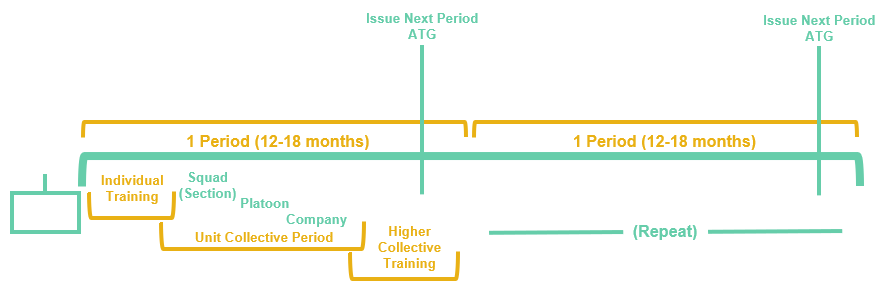 Issue Next Period
ATG
Issue Next Period
ATG
1 Period (12-18 months)
1 Period (12-18 months)
Individual
Training
Squad
(Section)
Platoon
Company
Unit Collective Period
Higher
Collective
Training
(Repeat)